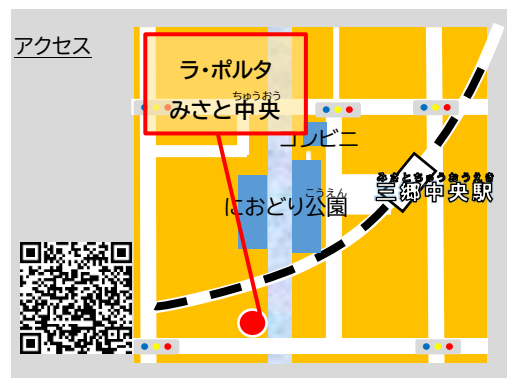 アクセス
ラ・ポルタ
ちゅうおう
みさと中央
コンビニ
みさとちゅうおうえき
三郷中央駅
こうえん
におどり公園